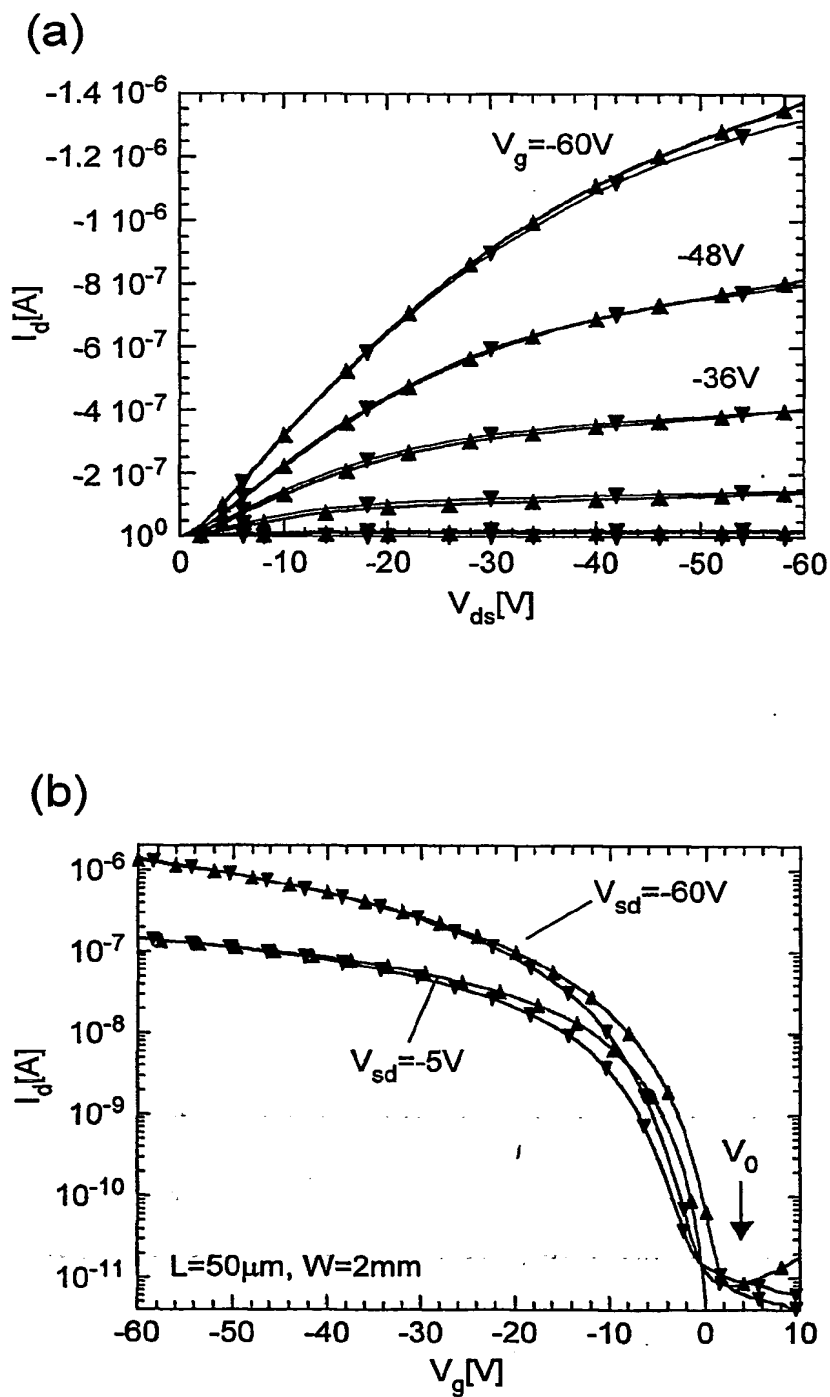 (a)
-1.4 10⁻⁶
-1.2 10⁻⁶
-1 10⁻⁶
-8 10⁻⁷
-6 10⁻⁷
-4 10⁻⁷
-2 10⁻⁷
10⁰
I_d[A]
V_g=-60V
-48V
-36V
0 -10 -20 -30 -40 -50 -60
V_ds[V]
(b)
10⁻⁶
10⁻⁷
10⁻⁸
10⁻⁹
10⁻¹⁰
10⁻¹¹
I_d[A]
V_sd=-60V
V_sd=-5V
V₀
L=50μm, W=2mm
-60 -50 -40 -30 -20 -10 0 10
V_g[V]